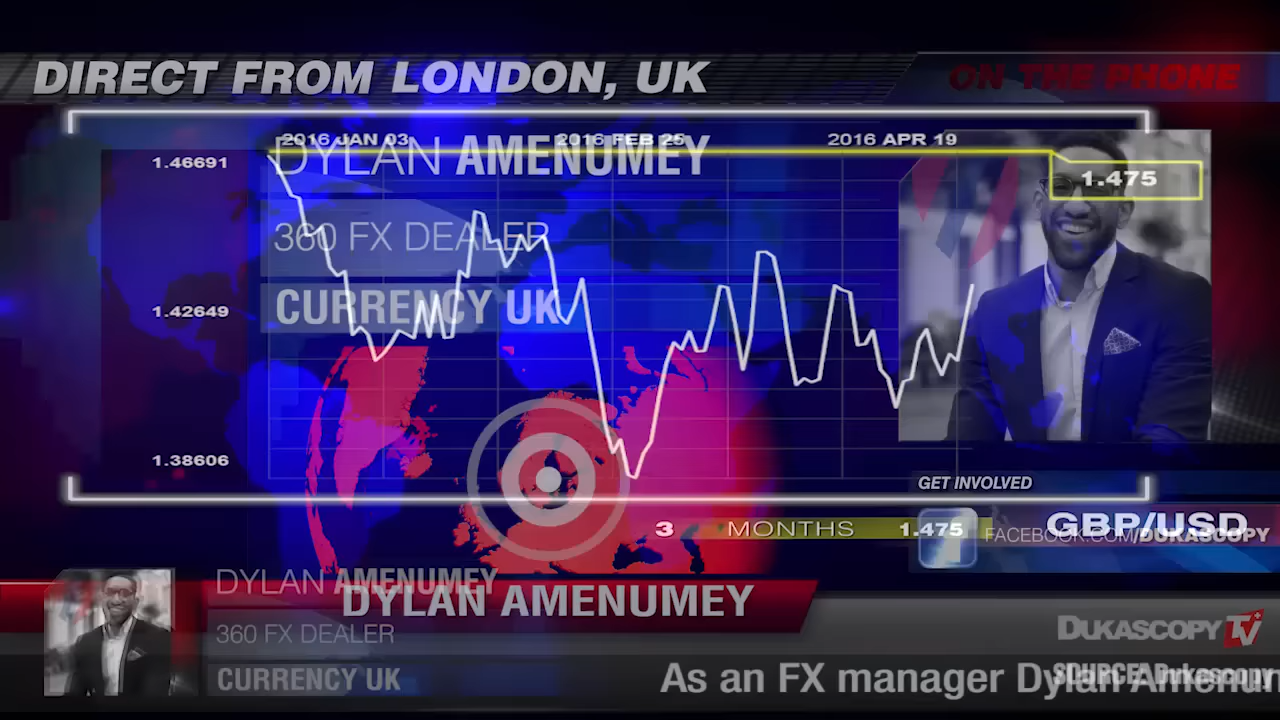 DIRECT FROM LONDON, UK
ON THE PHONE
2016 JAN 03
2016 FEB 25
2016 APR 19
DYLAN AMENUMEY
1.46691
1.475
360 FX DEALER
CURRENCY UK
1.42649
1.38606
GET INVOLVED
3 MONTHS 1.475
GBP/USD
FACEBOOK.COM/DUKASCOPY
DYLAN AMENUMEY
DYLAN AMENUMEY
360 FX DEALER
CURRENCY UK
DUKASCOPY TV
As an FX manager Dylan Amenum
SOURCE: Dukascopy